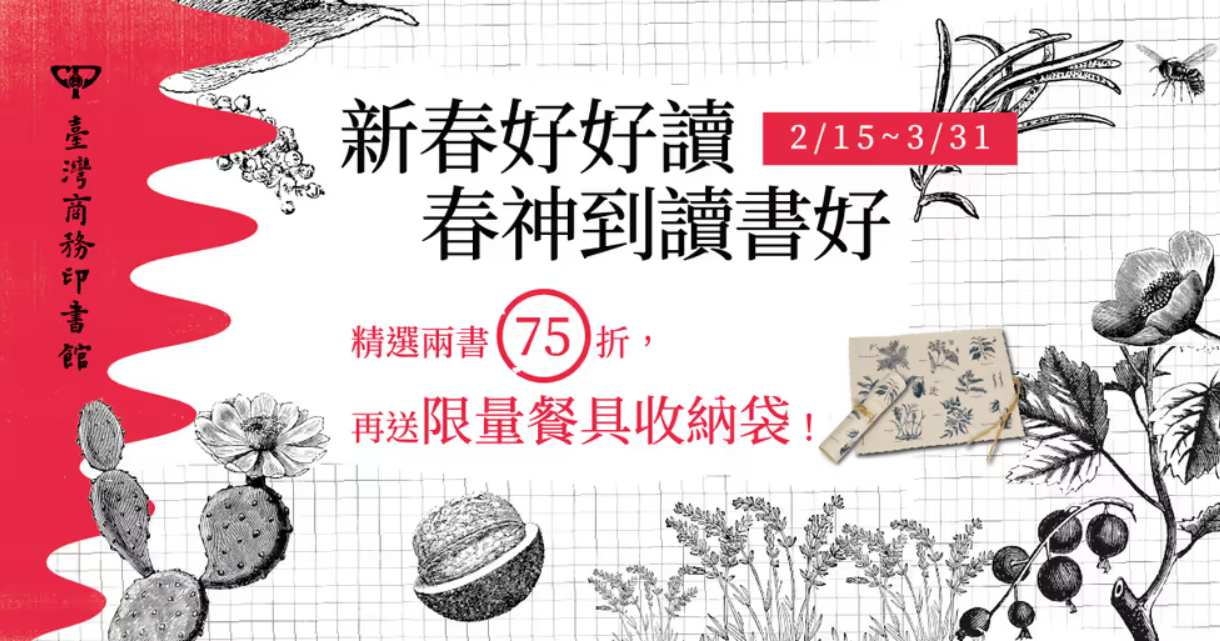 臺灣商務印書館
新春好好讀
2/15~3/31
春神到讀書好
精選兩書75折，
再送限量餐具收納袋！